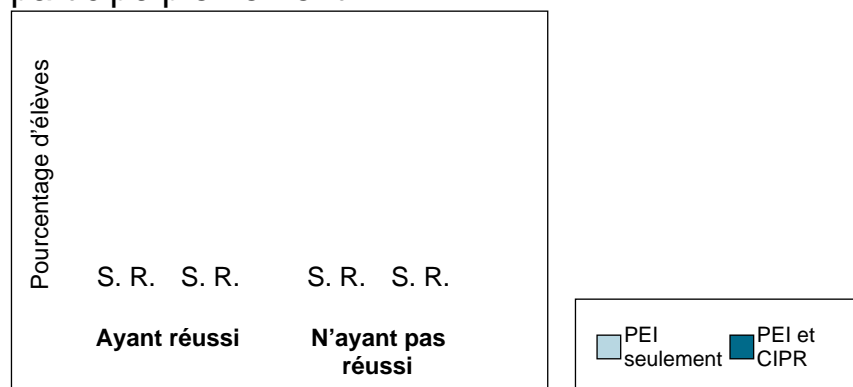 Pourcentage d'élèves
S. R. S. R. S. R. S. R.
Ayant réussi N'ayant pas
réussi
PEI
seulement
PEI et
CIPR